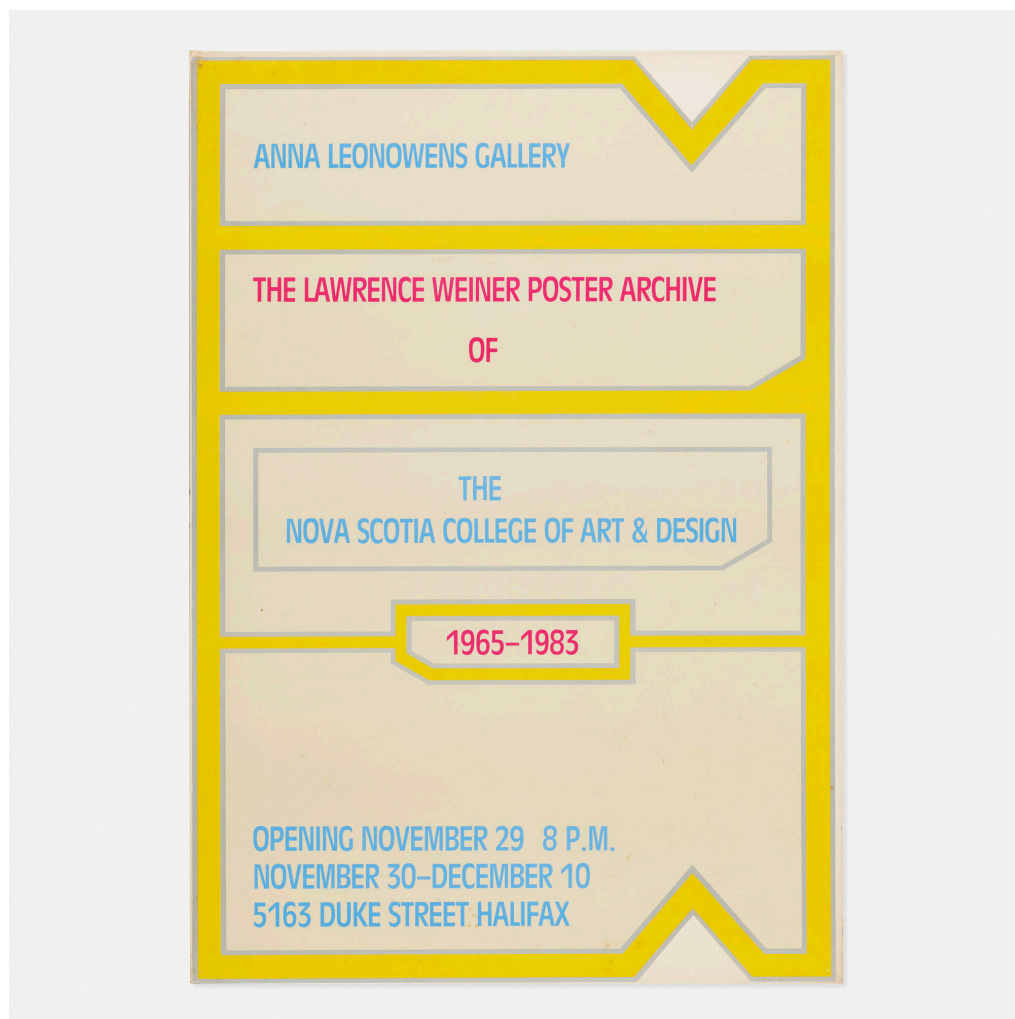 ANNA LEONOWENS GALLERY
THE LAWRENCE WEINER POSTER ARCHIVE
OF
THE
NOVA SCOTIA COLLEGE OF ART & DESIGN
1965–1983
OPENING NOVEMBER 29 8 P.M.
NOVEMBER 30–DECEMBER 10
5163 DUKE STREET HALIFAX